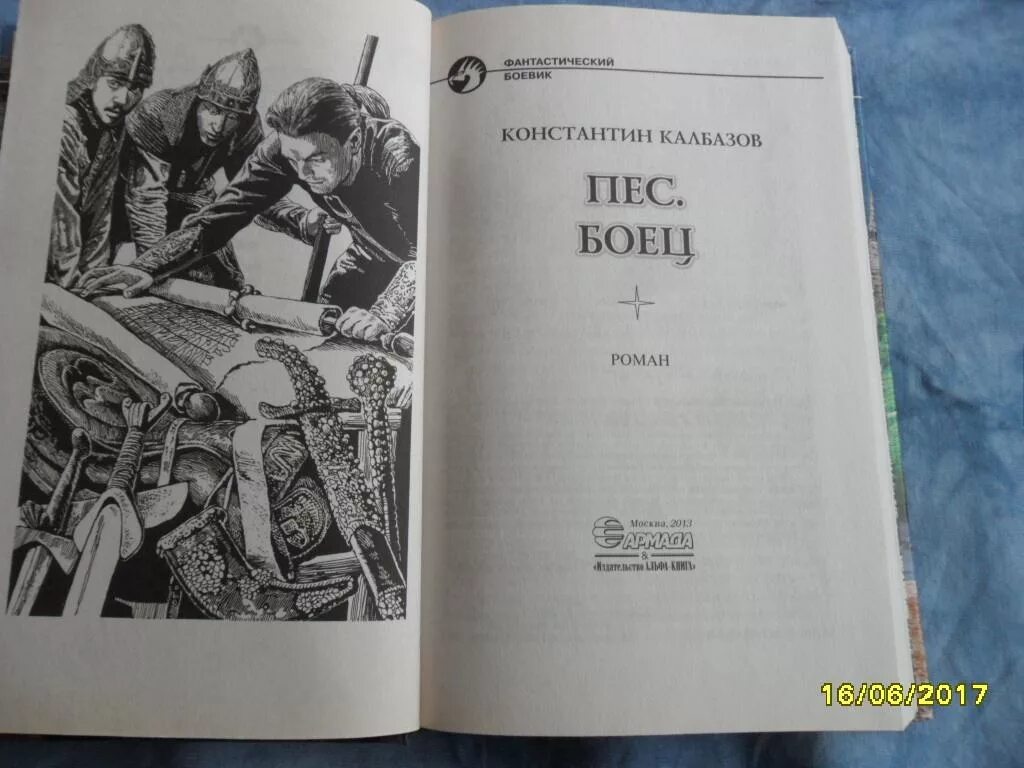 ФАНТАСТИЧЕСКИЙ
БОЕВИК
КОНСТАНТИН КАЛБАЗОВ
ПЕС.
БОЕЦ
РОМАН
Москва, 2013
АРМАДА
&
«Издательство АЛЬФА-КНИГА»
16/06/2017